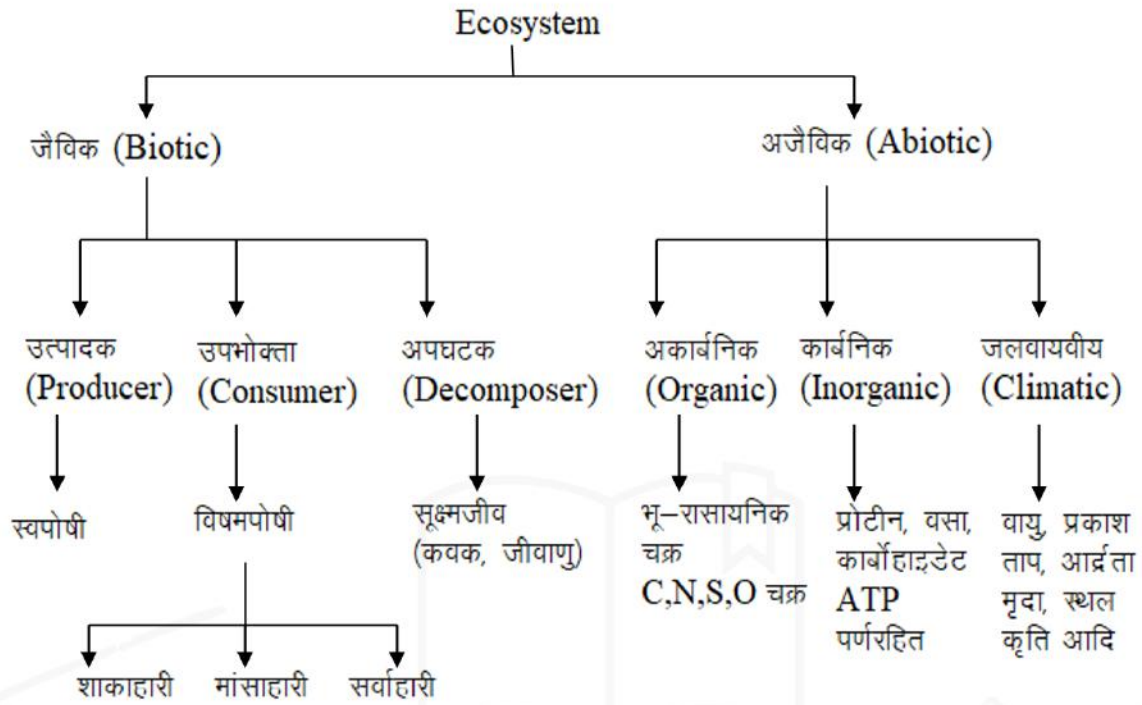 Ecosystem
जैविक (Biotic)
अजैविक (Abiotic)
उत्पादक
(Producer)
उपभोक्ता
(Consumer)
अपघटक
(Decomposer)
अकार्बनिक
(Organic)
कार्बनिक
(Inorganic)
जलवायवीय
(Climatic)
स्वपोषी
विषमपोषी
सूक्ष्मजीव
(कवक, जीवाणु)
भू–रासायनिक
चक्र
C,N,S,O चक्र
प्रोटीन, वसा,
कार्बोहाइडेट
ATP
पर्णरहित
वायु, प्रकाश
ताप, आर्द्रता
मृदा, स्थल
कृति आदि
शाकाहारी
मांसाहारी
सर्वाहारी